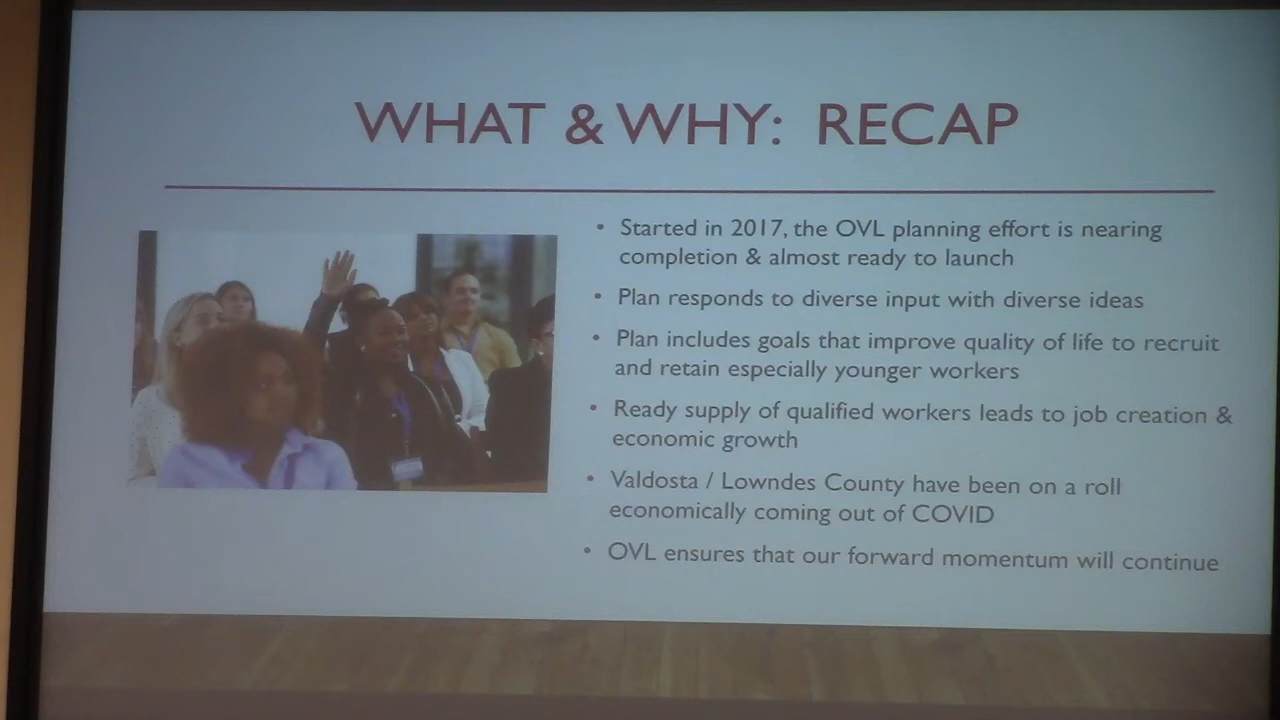 WHAT & WHY: RECAP
• Started in 2017, the OVL planning effort is nearing
completion & almost ready to launch
• Plan responds to diverse input with diverse ideas
• Plan includes goals that improve quality of life to recruit
and retain especially younger workers
• Ready supply of qualified workers leads to job creation &
economic growth
• Valdosta / Lowndes County have been on a roll
economically coming out of COVID
• OVL ensures that our forward momentum will continue